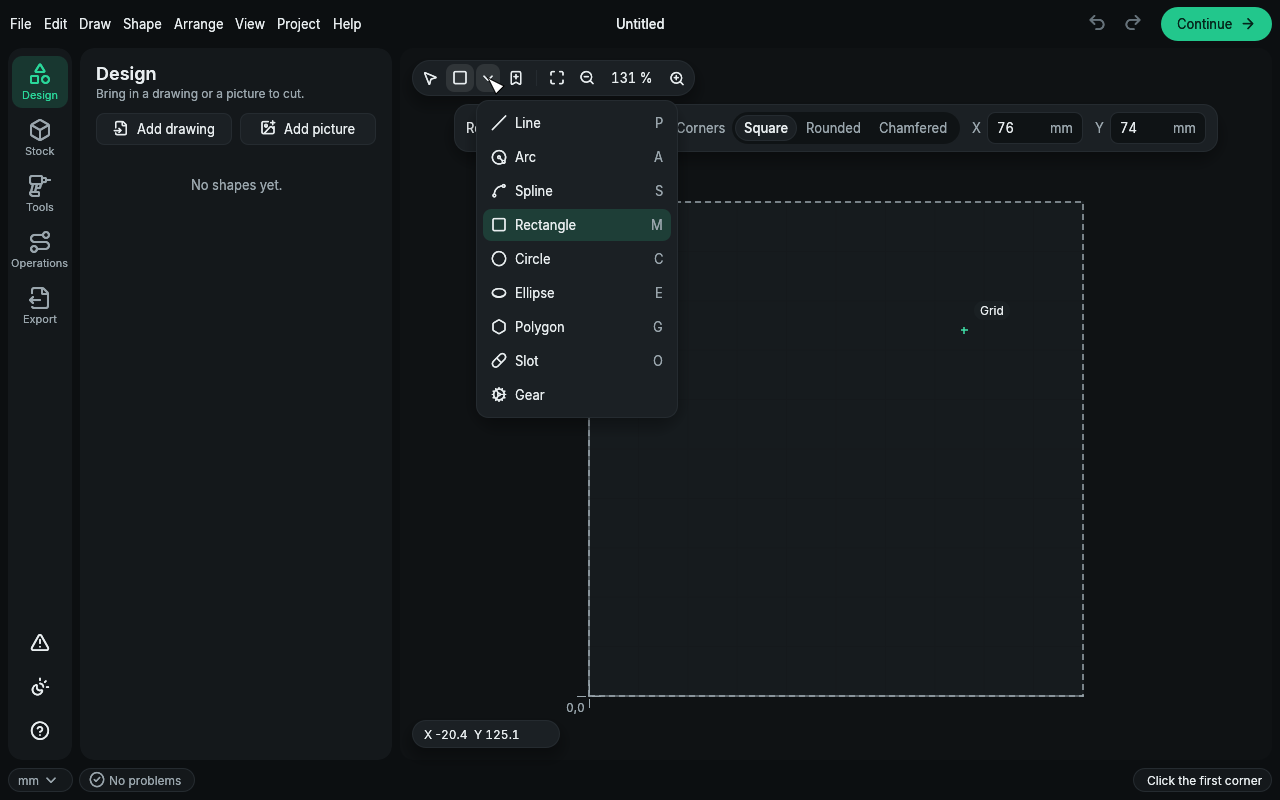 File Edit Draw Shape Arrange View Project Help
Untitled
Continue
Design
Stock
Tools
Operations
Export
Design
Bring in a drawing or a picture to cut.
Add drawing
Add picture
No shapes yet.
131 %
Corners Square Rounded Chamfered X 76 mm Y 74 mm
Line P
Arc A
Spline S
Rectangle M
Circle C
Ellipse E
Polygon G
Slot O
Gear
Grid
0,0
X -20.4 Y 125.1
mm
No problems
Click the first corner